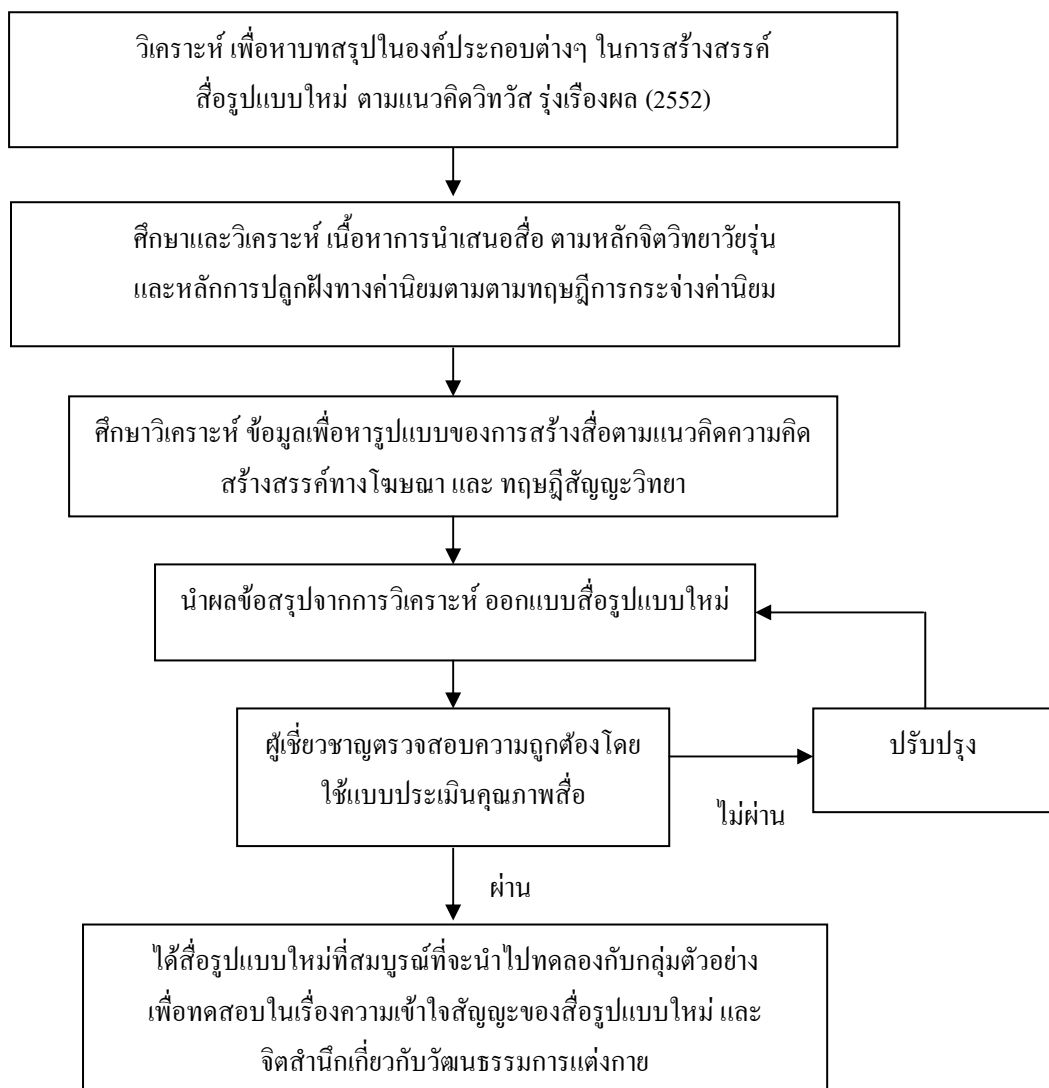 วิเคราะห์ เพื่อหาบทสรุปในองค์ประกอบต่างๆ ในการสร้างสรรค์
สื่อรูปแบบใหม่ ตามแนวคิดวิทวัส รุ่งเรืองผล (2552)
ศึกษาและวิเคราะห์ เนื้อหาการนำเสนอสื่อ ตามหลักจิตวิทยาวัยรุ่น
และหลักการปลูกฝังทางค่านิยมตามตามทฤษฎีการกระจ่างค่านิยม
ศึกษาวิเคราะห์ ข้อมูลเพื่อหารูปแบบของการสร้างสื่อตามแนวคิดความคิด
สร้างสรรค์ทางโฆษณา และ ทฤษฎีสัญญะวิทยา
นำผลข้อสรุปจากการวิเคราะห์ ออกแบบสื่อรูปแบบใหม่
ผู้เชี่ยวชาญตรวจสอบความถูกต้องโดย
ใช้แบบประเมินคุณภาพสื่อ
ปรับปรุง
ไม่ผ่าน
ผ่าน
ได้สื่อรูปแบบใหม่ที่สมบูรณ์ที่จะนำไปทดลองกับกลุ่มตัวอย่าง
เพื่อทดสอบในเรื่องความเข้าใจสัญญะของสื่อรูปแบบใหม่ และ
จิตสำนึกเกี่ยวกับวัฒนธรรมการแต่งกาย